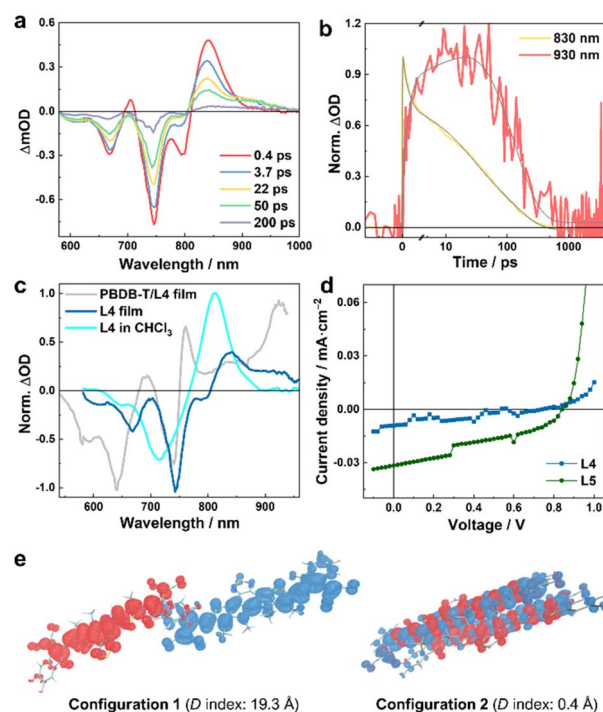 a
0.3
0.0
-0.3
-0.6
ΔmOD
0.4 ps
3.7 ps
22 ps
50 ps
200 ps
600 700 800 900 1000
Wavelength / nm
b
1.2
0.9
0.6
0.3
0.0
Norm. ΔOD
830 nm
930 nm
0 10 100 1000
Time / ps
c
1.0
0.5
0.0
-0.5
-1.0
Norm. ΔOD
PBDB-T/L4 film
L4 film
L4 in CHCl3
600 700 800 900
Wavelength / nm
d
0.06
0.03
0.00
-0.03
Current density / mA·cm−2
L4
L5
0.0 0.2 0.4 0.6 0.8 1.0
Voltage / V
e
Configuration 1 (D index: 19.3 Å)
Configuration 2 (D index: 0.4 Å)